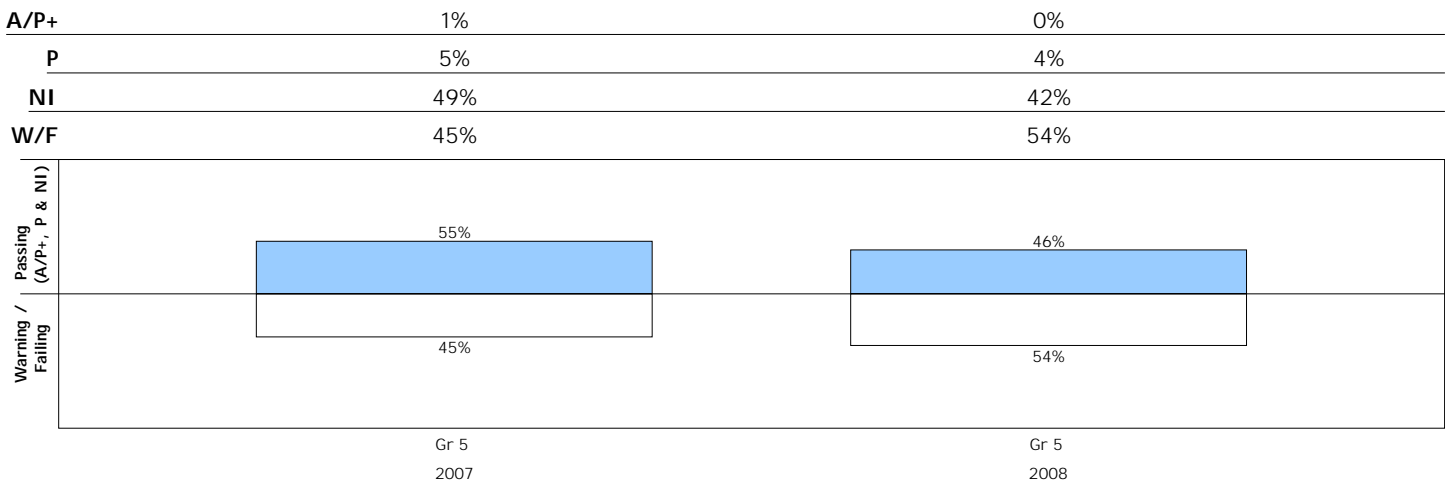 A/P+ 1% 0%
P 5% 4%
NI 49% 42%
W/F 45% 54%
Passing
(A/P+, P & NI)
Warning /
Failing
55% 46%
45% 54%
Gr 5 Gr 5
2007 2008